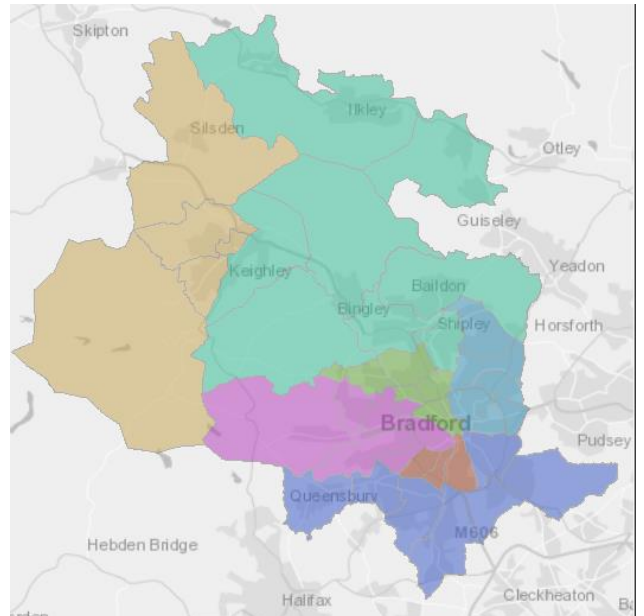 Skipton
Ilkley
Silsden
Otley
Guiseley
Keighley
Yeadon
Baildon
Bingley
Shipley
Horsforth
Bradford
Pudsey
Queensbury
M606
Hebden Bridge
Cleckheaton
Halifax